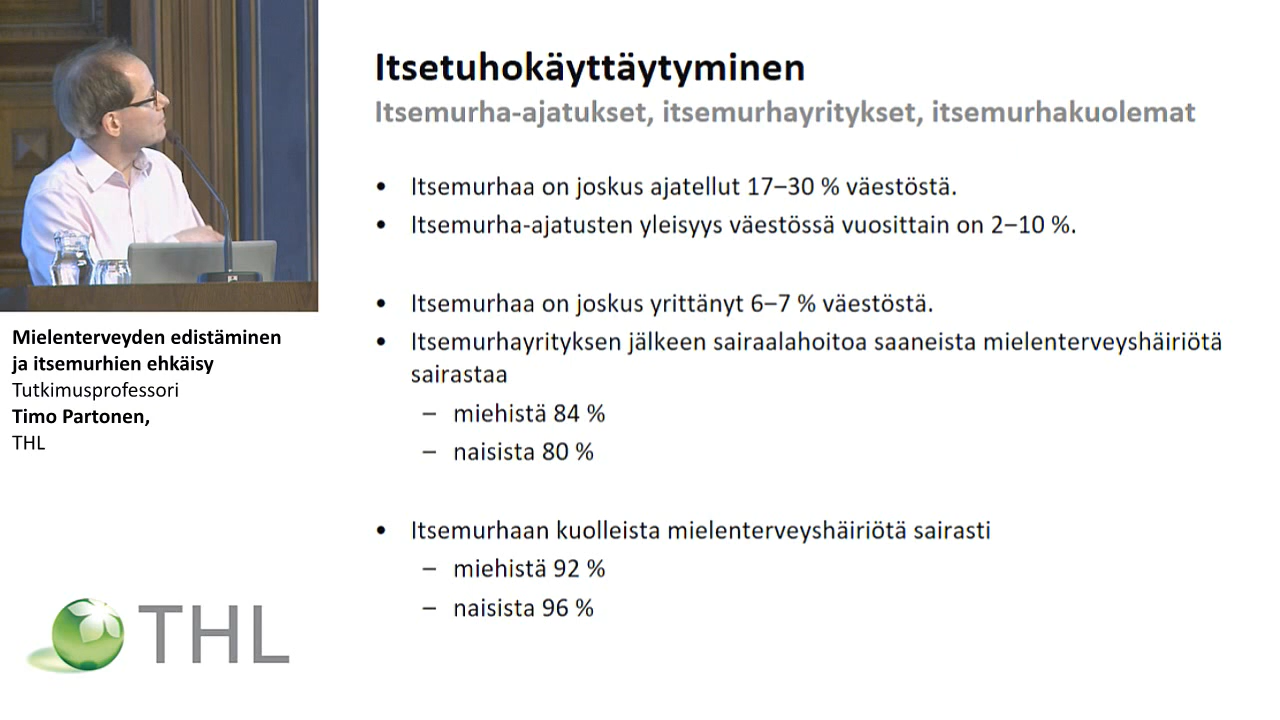 Itsetuhokäyttäytyminen
Itsemurha-ajatukset, itsemurhayritykset, itsemurhakuolemat
• Itsemurhaa on joskus ajatellut 17–30 % väestöstä.
• Itsemurha-ajatusten yleisyys väestössä vuosittain on 2–10 %.
• Itsemurhaa on joskus yrittänyt 6–7 % väestöstä.
• Itsemurhayrityksen jälkeen sairaalahoitoa saaneista mielenterveyshäiriötä
sairastaa
– miehistä 84 %
– naisista 80 %
• Itsemurhaan kuolleista mielenterveyshäiriötä sairasti
– miehistä 92 %
– naisista 96 %
Mielenterveyden edistäminen
ja itsemurhien ehkäisy
Tutkimusprofessori
Timo Partonen,
THL
THL